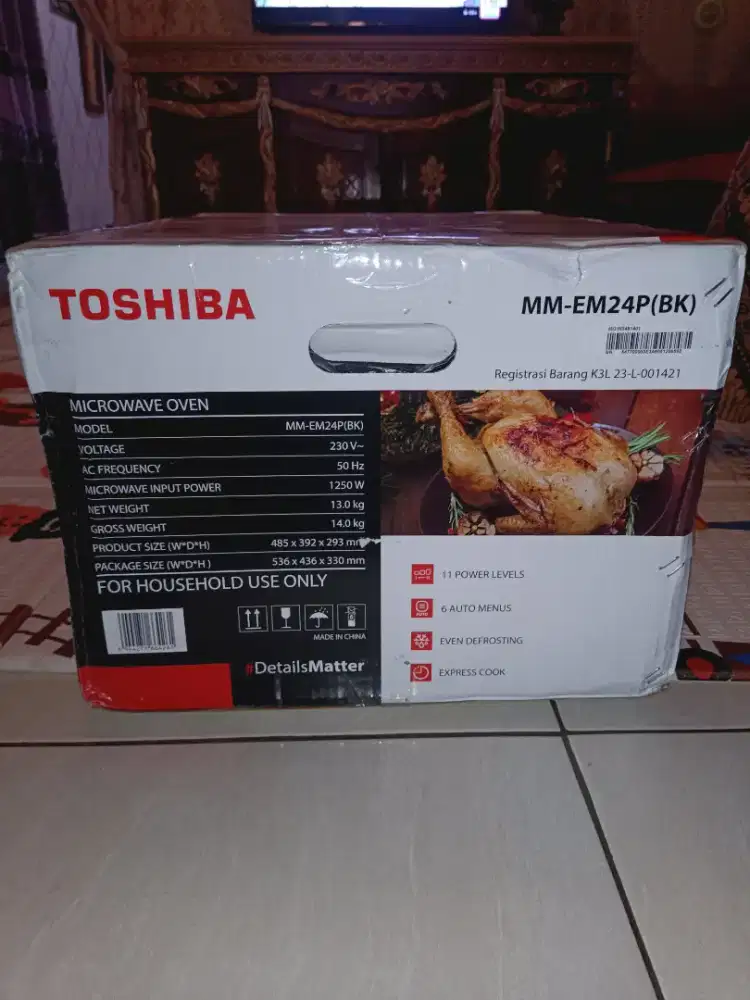 TOSHIBA
MM-EM24P(BK)
Registrasi Barang K3L 23-L-001421
MICROWAVE OVEN
MODEL MM-EM24P(BK)
VOLTAGE 230 V~
AC FREQUENCY 50 Hz
MICROWAVE INPUT POWER 1250 W
NET WEIGHT 13.0 kg
GROSS WEIGHT 14.0 kg
PRODUCT SIZE (W*D*H) 485 x 392 x 293 mm
PACKAGE SIZE (W*D*H ) 536 x 436 x 330 mm
FOR HOUSEHOLD USE ONLY
MADE IN CHINA
#DetailsMatter
11 POWER LEVELS
6 AUTO MENUS
EVEN DEFROSTING
EXPRESS COOK